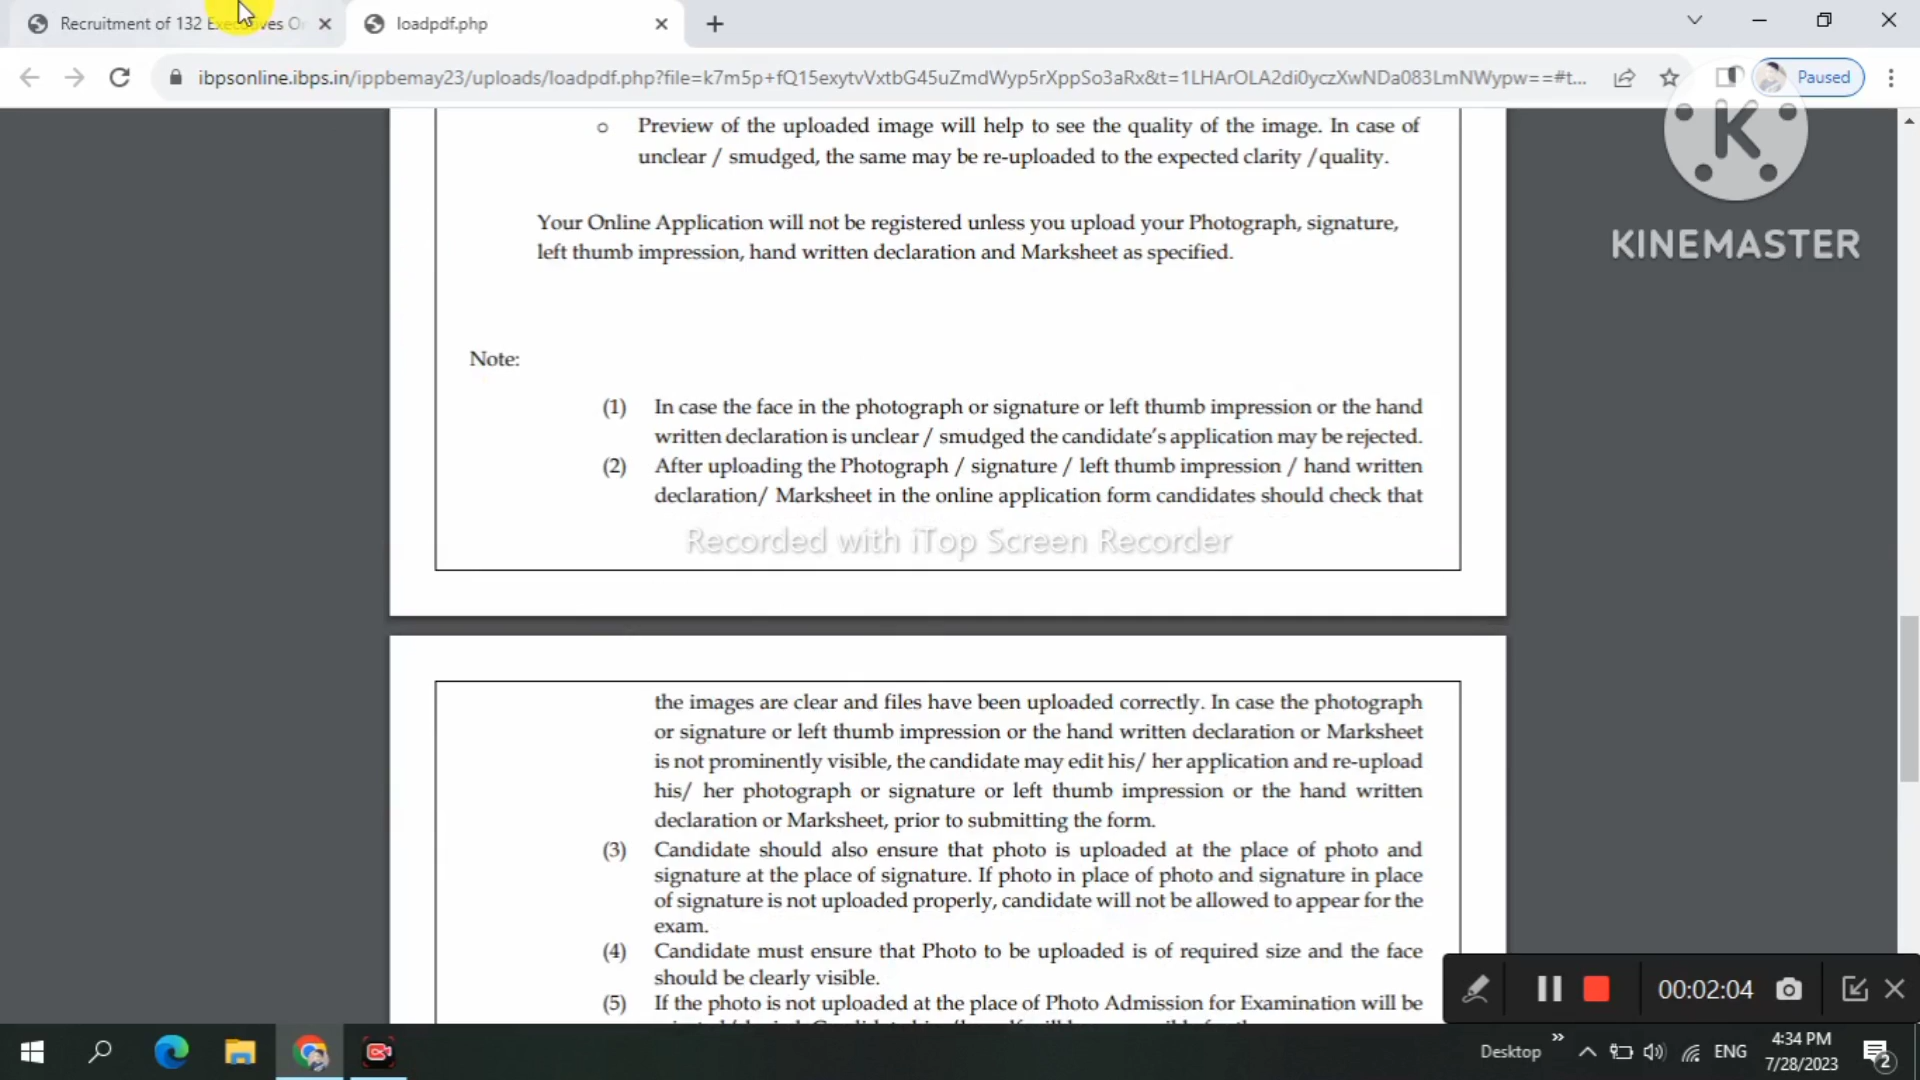 Recruitment of 132 Executives O
loadpdf.php
ibpsonline.ibps.in/ippbemay23/uploads/loadpdf.php?file=k7m5p+fQ15exytvVxtbG45uZmdWyp5rXppSo3aRx&t=1LHArOLA2di0yczXwNDa083LmNWypw==#t...
Paused
K
KINEMASTER
o Preview of the uploaded image will help to see the quality of the image. In case of
unclear / smudged, the same may be re-uploaded to the expected clarity /quality.
Your Online Application will not be registered unless you upload your Photograph, signature,
left thumb impression, hand written declaration and Marksheet as specified.
Note:
(1) In case the face in the photograph or signature or left thumb impression or the hand
written declaration is unclear / smudged the candidate's application may be rejected.
(2) After uploading the Photograph / signature / left thumb impression / hand written
declaration/ Marksheet in the online application form candidates should check that
Recorded with iTop Screen Recorder
the images are clear and files have been uploaded correctly. In case the photograph
or signature or left thumb impression or the hand written declaration or Marksheet
is not prominently visible, the candidate may edit his/ her application and re-upload
his/ her photograph or signature or left thumb impression or the hand written
declaration or Marksheet, prior to submitting the form.
(3) Candidate should also ensure that photo is uploaded at the place of photo and
signature at the place of signature. If photo in place of photo and signature in place
of signature is not uploaded properly, candidate will not be allowed to appear for the
exam.
(4) Candidate must ensure that Photo to be uploaded is of required size and the face
should be clearly visible.
(5) If the photo is not uploaded at the place of Photo Admission for Examination will be
00:02:04
Desktop
ENG
4:34 PM
7/28/2023
2